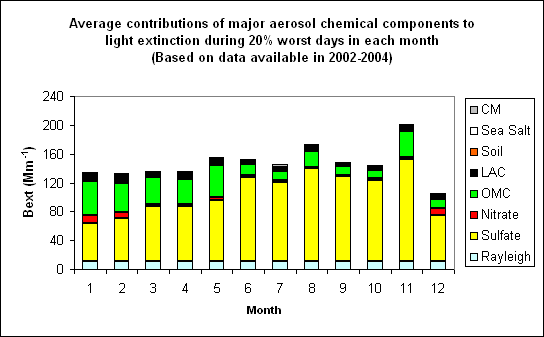 Average contributions of major aerosol chemical components to
light extinction during 20% worst days in each month
(Based on data available in 2002-2004)
240
200
160
120
80
40
0
Bext (Mm-1)
1 2 3 4 5 6 7 8 9 10 11 12
Month
CM
Sea Salt
Soil
LAC
OMC
Nitrate
Sulfate
Rayleigh